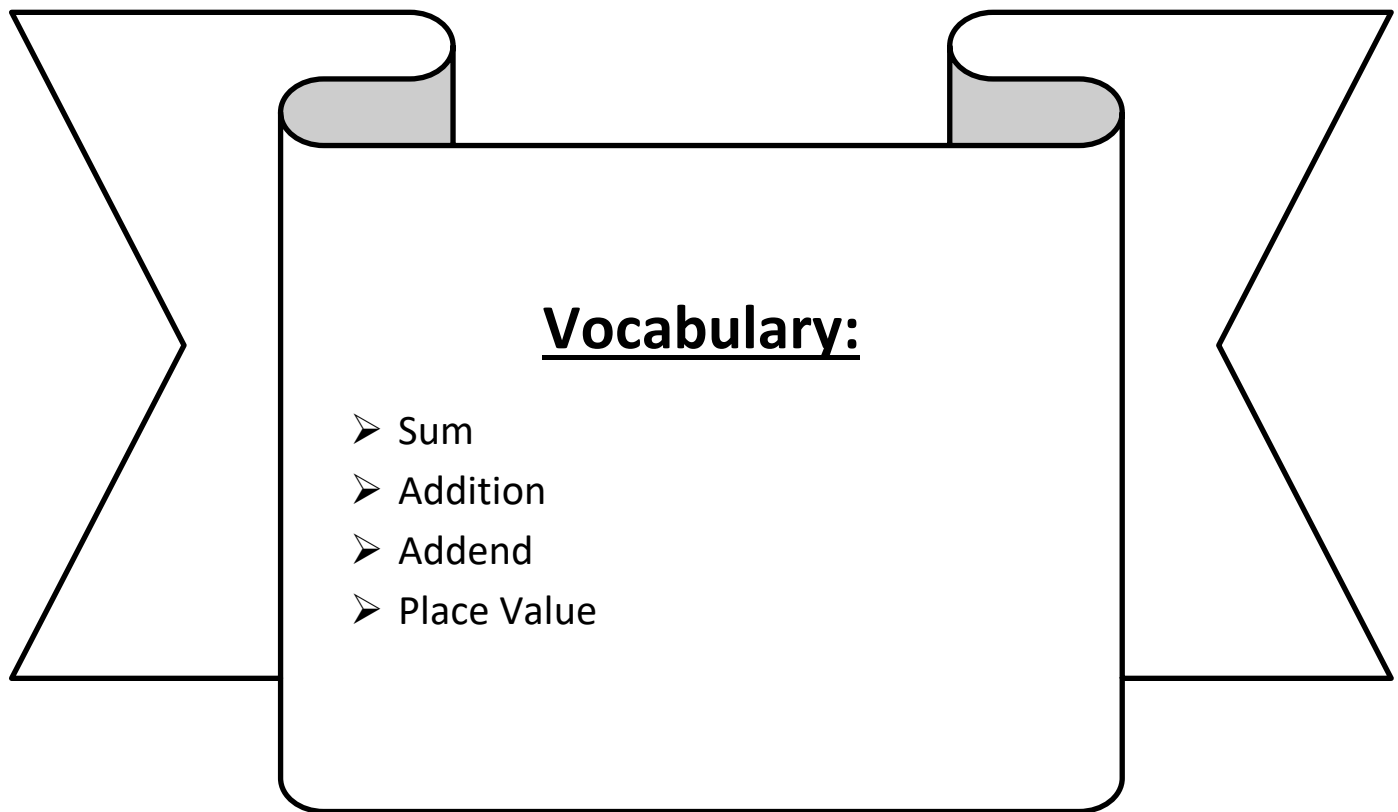 Vocabulary:
➢ Sum
➢ Addition
➢ Addend
➢ Place Value